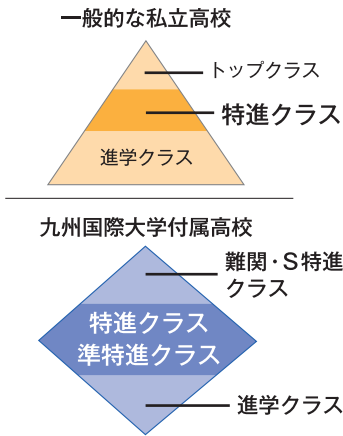 一般的な私立高校
トップクラス
特進クラス
進学クラス
九州国際大学付属高校
難関・S特進
クラス
特進クラス
準特進クラス
進学クラス